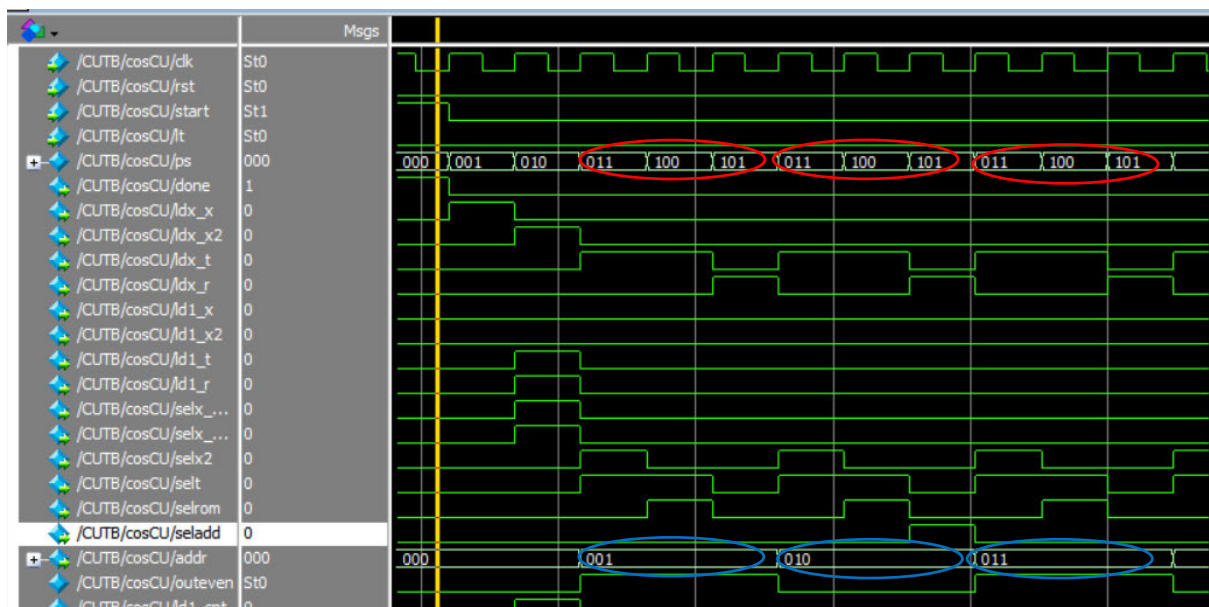 Msgs
/CUTB/cosCU/clk St0
/CUTB/cosCU/rst St0
/CUTB/cosCU/start St1
/CUTB/cosCU/lt St0
/CUTB/cosCU/ps 000 000 001 010 011 100 101 011 100 101 011 100 101
/CUTB/cosCU/done 1
/CUTB/cosCU/ldx_x 0
/CUTB/cosCU/ldx_x2 0
/CUTB/cosCU/ldx_t 0
/CUTB/cosCU/ldx_r 0
/CUTB/cosCU/ld1_x 0
/CUTB/cosCU/ld1_x2 0
/CUTB/cosCU/ld1_t 0
/CUTB/cosCU/ld1_r 0
/CUTB/cosCU/selx_... 0
/CUTB/cosCU/selx_... 0
/CUTB/cosCU/selx2 0
/CUTB/cosCU/selt 0
/CUTB/cosCU/selrom 0
/CUTB/cosCU/seladd 0
/CUTB/cosCU/addr 000 000 001 010 011
/CUTB/cosCU/outeven St0
/CUTB/cosCU/ld1_cnt 0